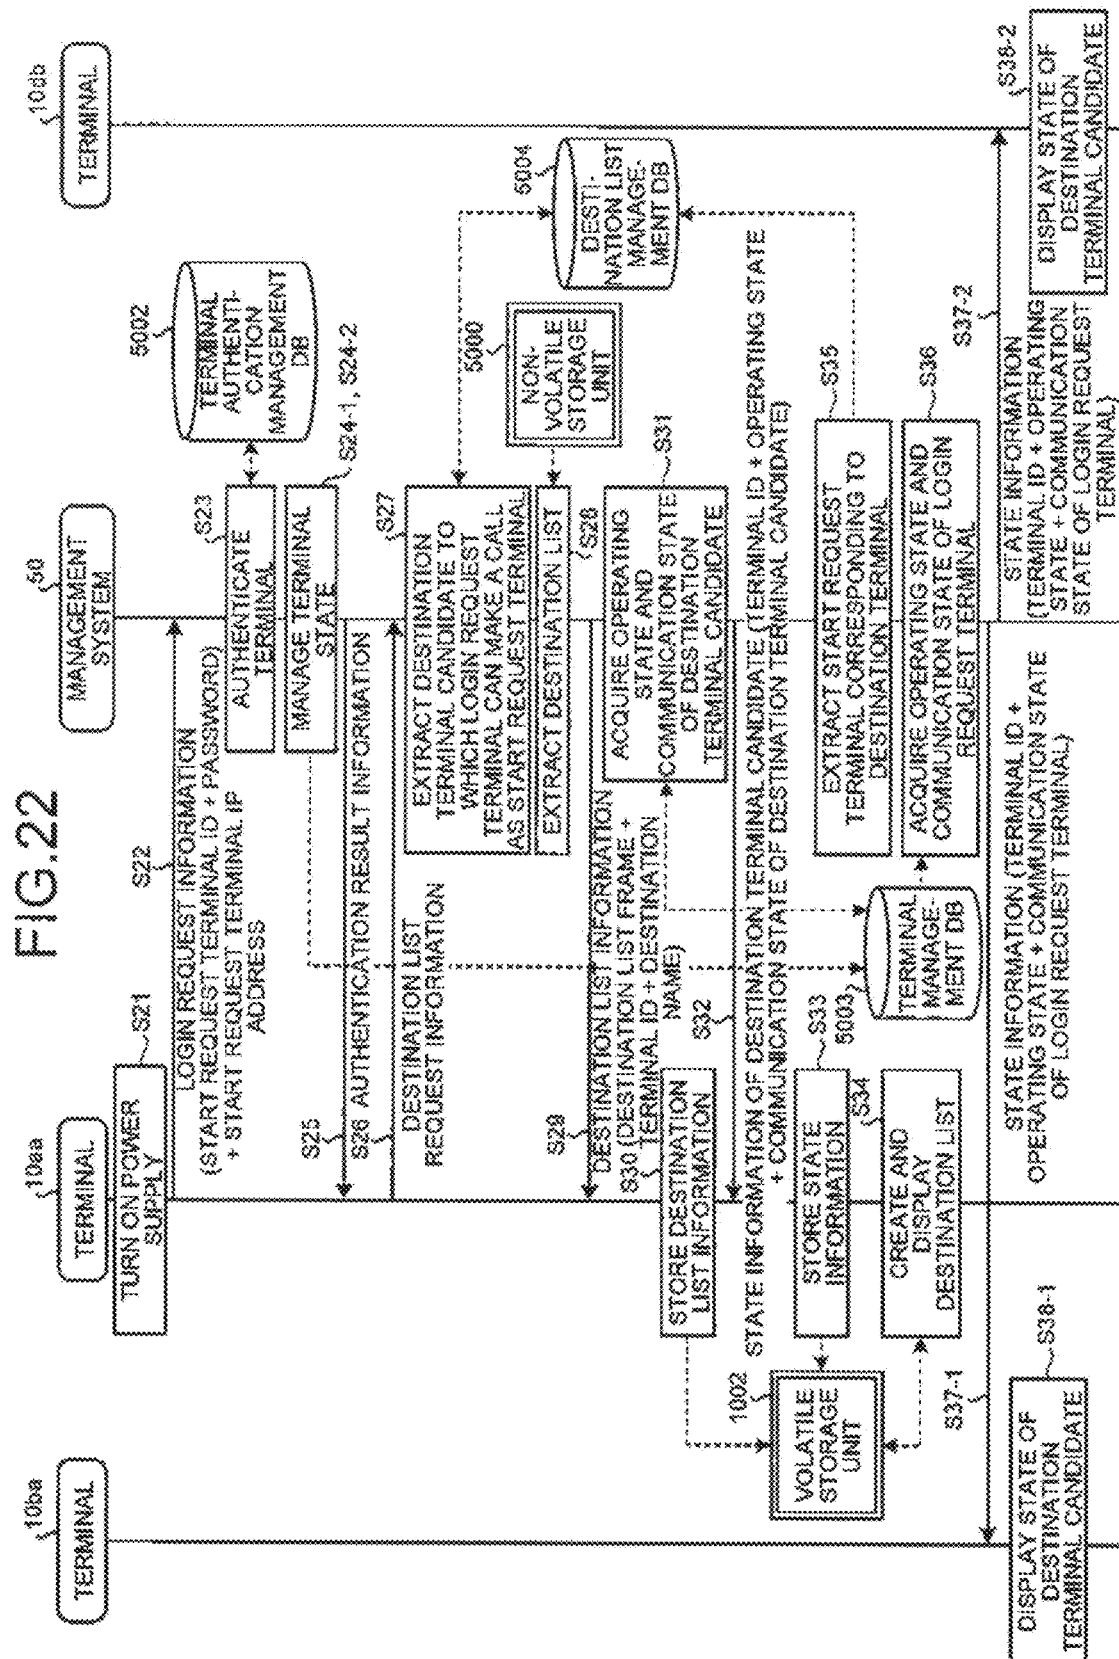 FIG.22
10ba
TERMINAL
10aa
TERMINAL
50
MANAGEMENT
SYSTEM
10db
TERMINAL
TURN ON POWER
SUPPLY
S21
S22
LOGIN REQUEST INFORMATION
(START REQUEST TERMINAL ID + PASSWORD)
+ START REQUEST TERMINAL IP
ADDRESS
AUTHENTICATE
TERMINAL
S23
5002
TERMINAL
AUTHENTI-
CATION
MANAGEMENT
DB
MANAGE TERMINAL
STATE
S24-1, S24-2
S25
AUTHENTICATION RESULT INFORMATION
S26
DESTINATION LIST
REQUEST INFORMATION
S27
EXTRACT DESTINATION
TERMINAL CANDIDATE TO
WHICH LOGIN REQUEST
TERMINAL CAN MAKE A CALL
AS START REQUEST TERMINAL
EXTRACT DESTINATION LIST
S28
5000
NON-
VOLATILE
STORAGE
UNIT
5004
DESTI-
NATION LIST
MANAGE-
MENT DB
S29
DESTINATION LIST INFORMATION
(DESTINATION LIST FRAME +
TERMINAL ID + DESTINATION
NAME)
S30
STORE DESTINATION
LIST INFORMATION
S31
ACQUIRE OPERATING
STATE AND
COMMUNICATION STATE
OF DESTINATION
TERMINAL CANDIDATE
S32
STATE INFORMATION OF DESTINATION TERMINAL CANDIDATE (TERMINAL ID + OPERATING STATE
+ COMMUNICATION STATE OF DESTINATION TERMINAL CANDIDATE)
1002
VOLATILE
STORAGE
UNIT
STORE STATE
INFORMATION
S33
5003
TERMINAL
MANAGE-
MENT DB
S34
CREATE AND
DISPLAY
DESTINATION LIST
EXTRACT START REQUEST
TERMINAL CORRESPONDING TO
DESTINATION TERMINAL
S35
ACQUIRE OPERATING STATE AND
COMMUNICATION STATE OF LOGIN
REQUEST TERMINAL
S36
S37-1
STATE INFORMATION (TERMINAL ID +
OPERATING STATE + COMMUNICATION STATE
OF LOGIN REQUEST TERMINAL)
S37-2
STATE INFORMATION
(TERMINAL ID + OPERATING
STATE + COMMUNICATION
STATE OF LOGIN REQUEST
TERMINAL)
S38-1
DISPLAY STATE OF
DESTINATION
TERMINAL CANDIDATE
S38-2
DISPLAY STATE OF
DESTINATION
TERMINAL CANDIDATE